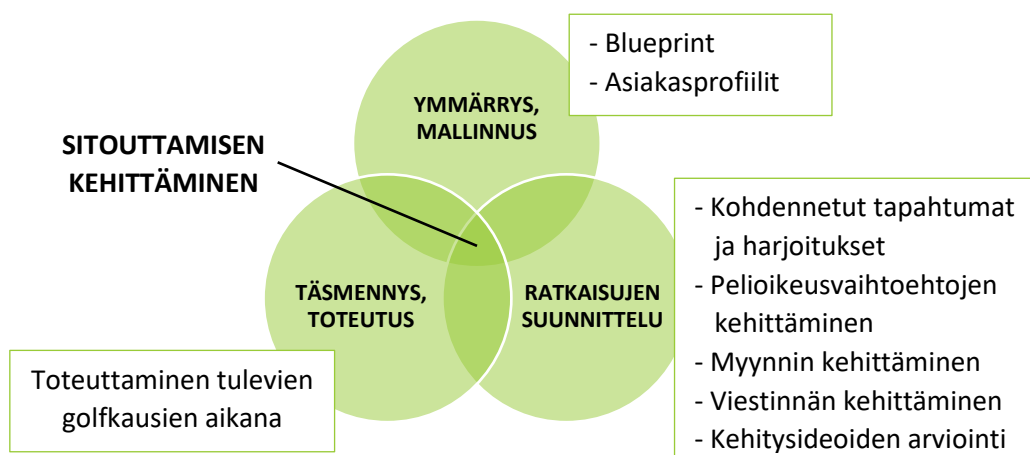 - Blueprint
- Asiakasprofiilit
YMMÄRRYS,
MALLINNUS
SITOUTTAMISEN
KEHITTÄMINEN
- Kohdennetut tapahtumat
ja harjoitukset
- Pelioikeusvaihtoehtojen
kehittäminen
- Myynnin kehittäminen
- Viestinnän kehittäminen
- Kehitysideoiden arviointi
TÄSMENNYS,
TOTEUTUS
RATKAISUJEN
SUUNNITTELU
Toteuttaminen tulevien
golfkausien aikana